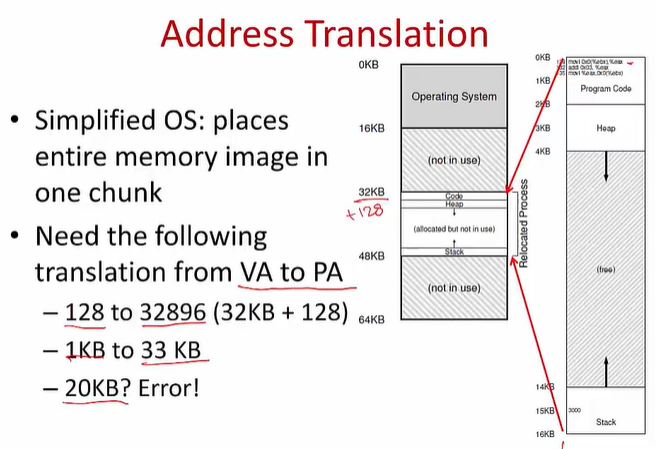 Address Translation
• Simplified OS: places
entire memory image in
one chunk
• Need the following
translation from VA to PA
– 128 to 32896 (32KB + 128)
– 1KB to 33 KB
– 20KB? Error!
0KB
Operating System
16KB
(not in use)
32KB
+128
Code
Heap
(allocated but not in use)
Stack
48KB
(not in use)
64KB
Relocated Process
0KB
128 movl 0x0(%ebx),%eax
132 addl 0x03, %eax
135 movl %eax,0x0(%ebx)
1KB
Program Code
2KB
3KB
Heap
4KB
(free)
14KB
15KB
3000
Stack
16KB